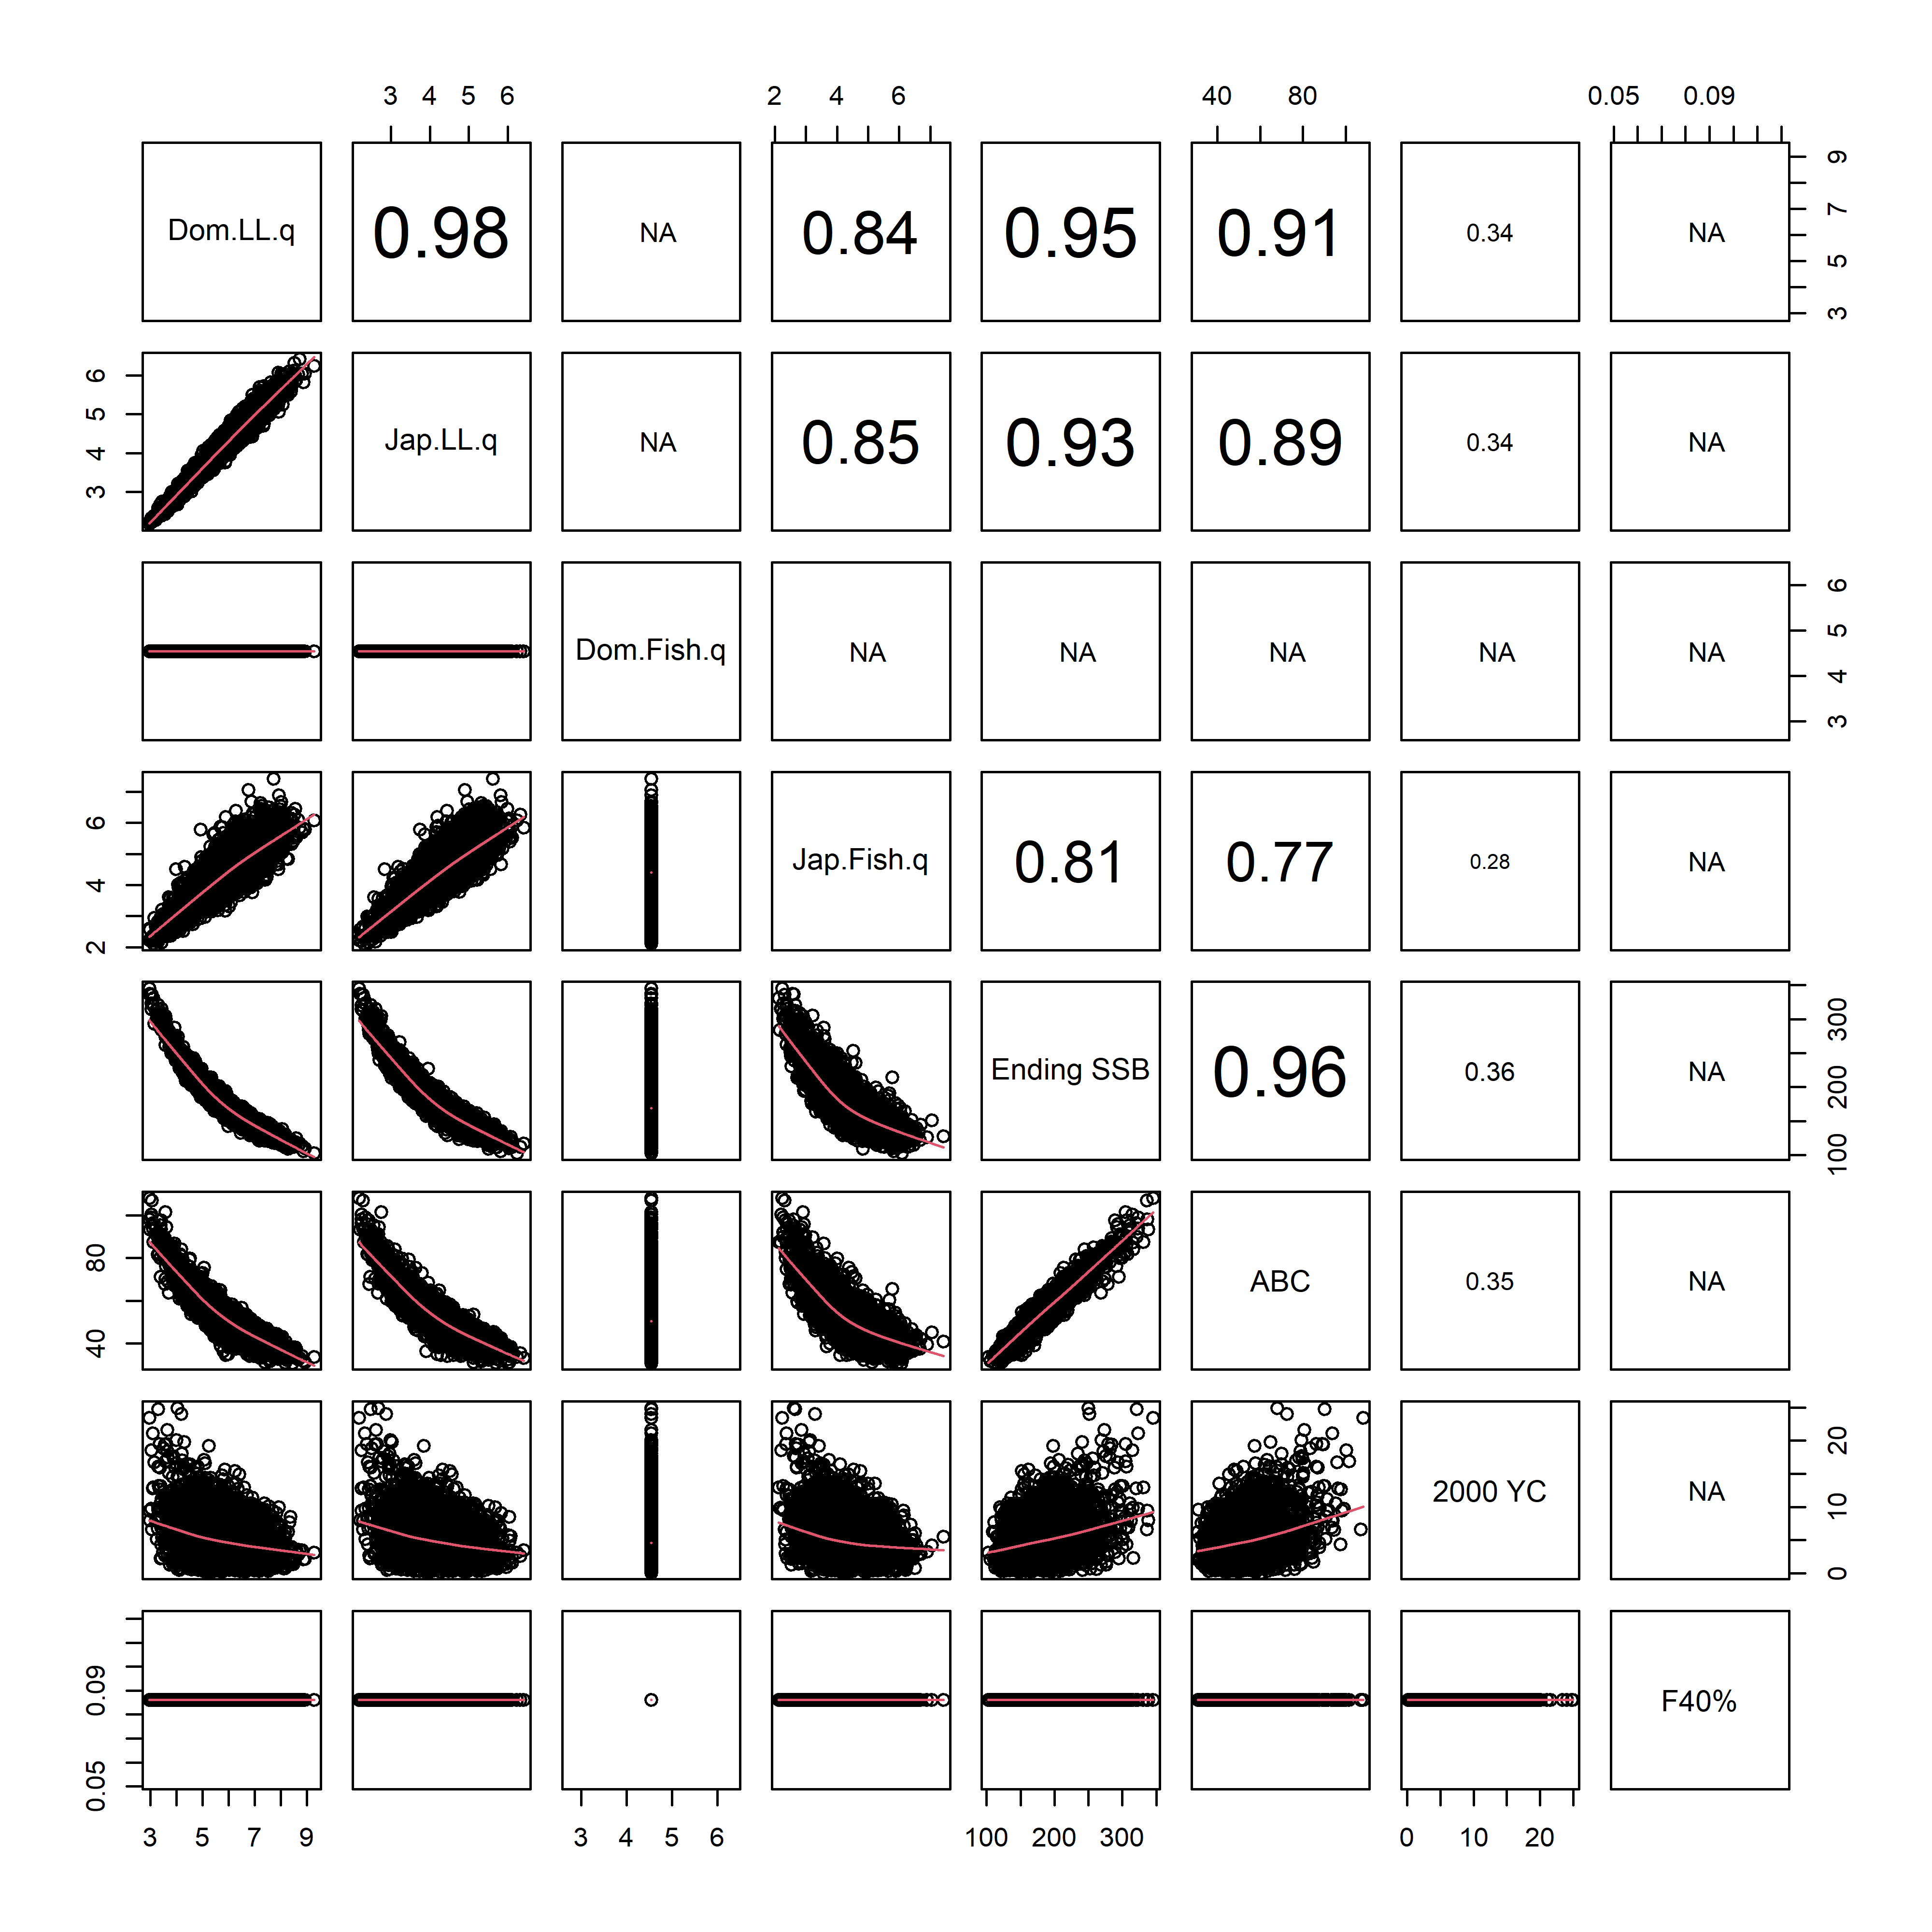 3 4 5 6 2 4 6 40 80 0.05 0.09
Dom.LL.q 0.98 NA 0.84 0.95 0.91 0.34 NA 3 5 7 9
3 4 5 6 Jap.LL.q NA 0.85 0.93 0.89 0.34 NA
Dom.Fish.q NA NA NA NA NA 3 4 5 6
2 4 6 Jap.Fish.q 0.81 0.77 0.28 NA
Ending SSB 0.96 0.36 NA 100 200 300
40 80 ABC 0.35 NA
2000 YC NA 0 10 20
0.05 0.09 F40%
3 5 7 9 3 4 5 6 100 200 300 0 10 20